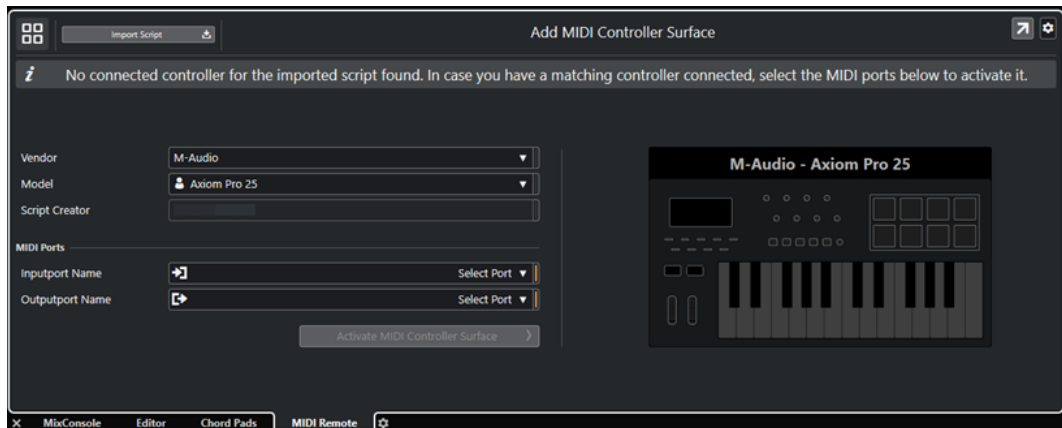 Import Script
Add MIDI Controller Surface
i No connected controller for the imported script found. In case you have a matching controller connected, select the MIDI ports below to activate it.
Vendor M-Audio
Model Axiom Pro 25
Script Creator
MIDI Ports
Inputport Name Select Port
Outputport Name Select Port
Activate MIDI Controller Surface
M-Audio - Axiom Pro 25
X MixConsole Editor Chord Pads MIDI Remote